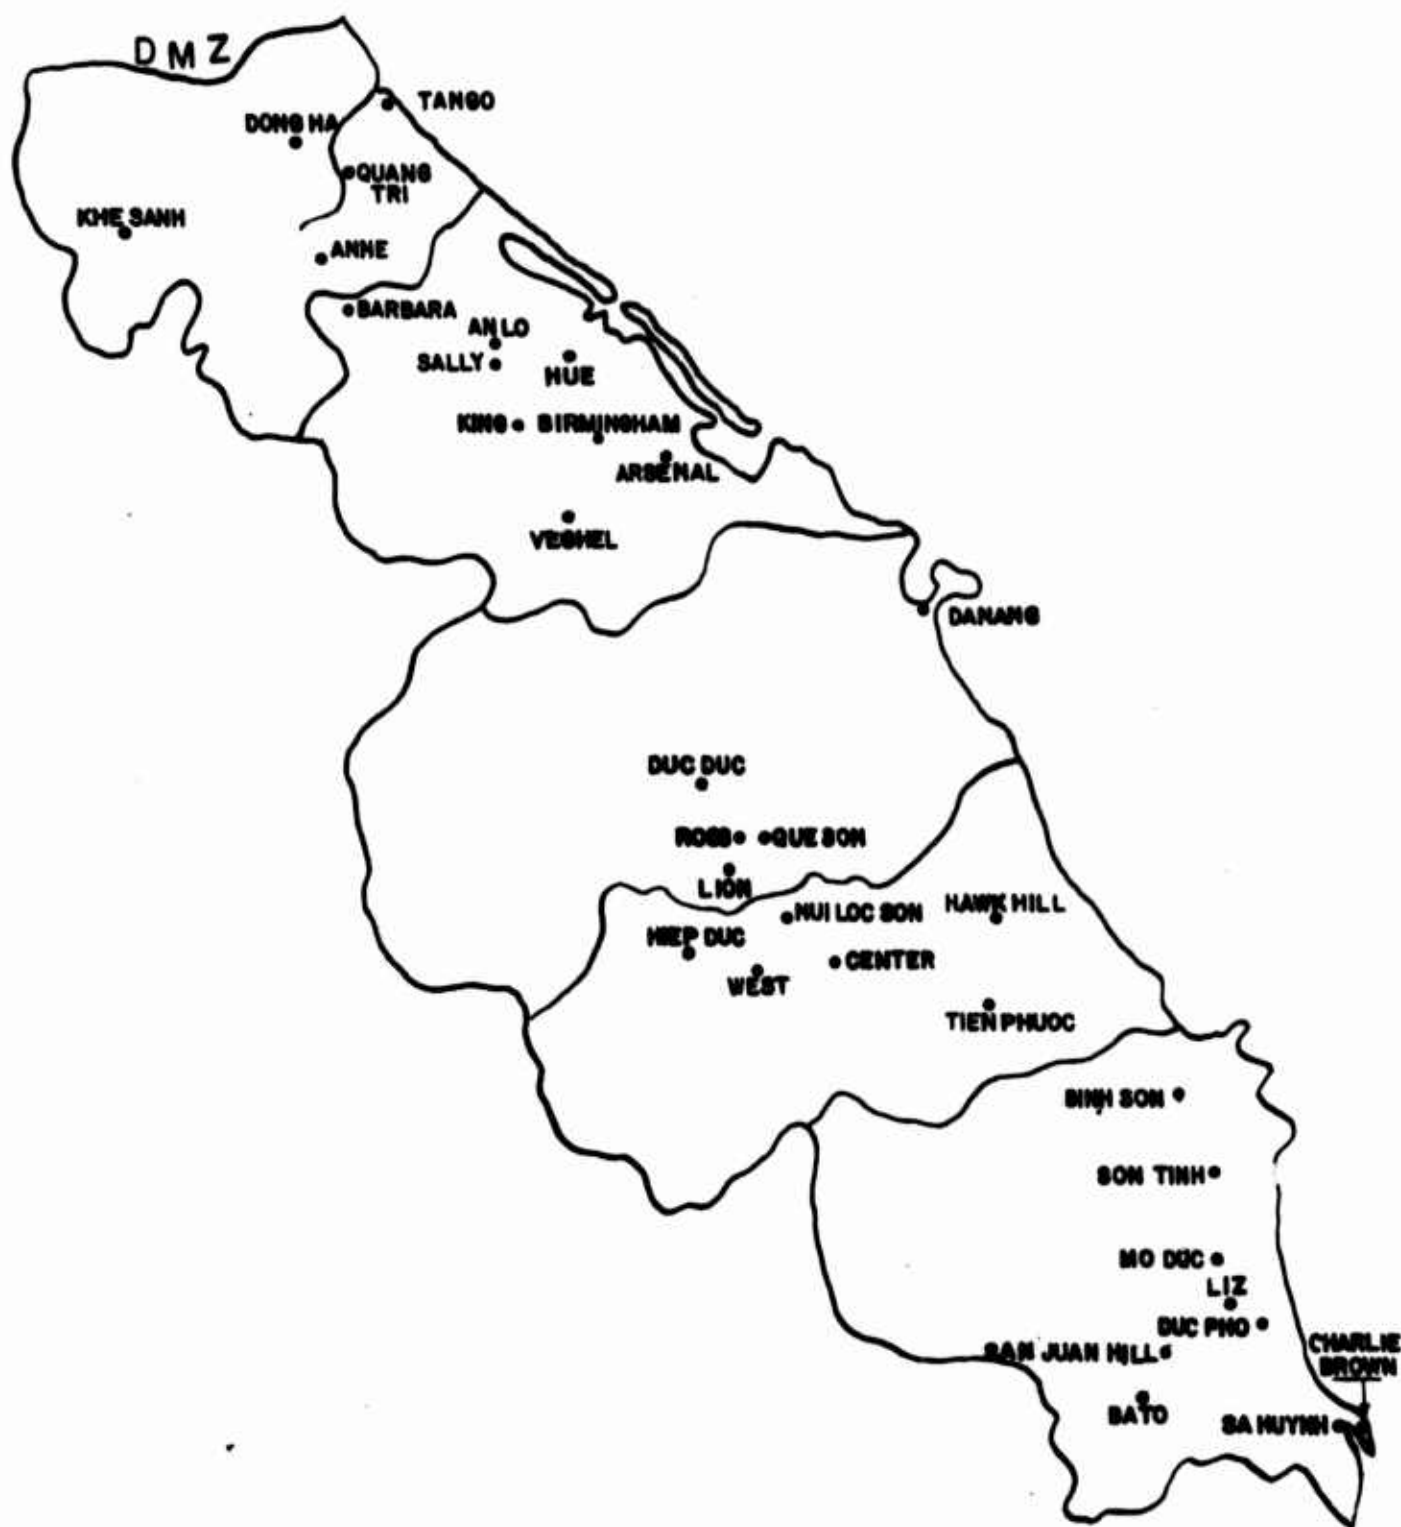 DMZ
TANGO
DONG HA
QUANG
TRI
KHE SANH
ANNE
BARBARA
AN LO
SALLY
HUE
KING
BIRMINGHAM
ARSENAL
VEGHEL
DANANG
DUC DUC
ROSS
QUE SON
LION
NUI LOC SON
HAWK HILL
HIEP DUC
CENTER
WEST
TIEN PHUOC
BINH SON
SON TINH
MO DUC
LIZ
DUC PHO
SAN JUAN HILL
CHARLIE
BROWN
BATO
SA HUYNH